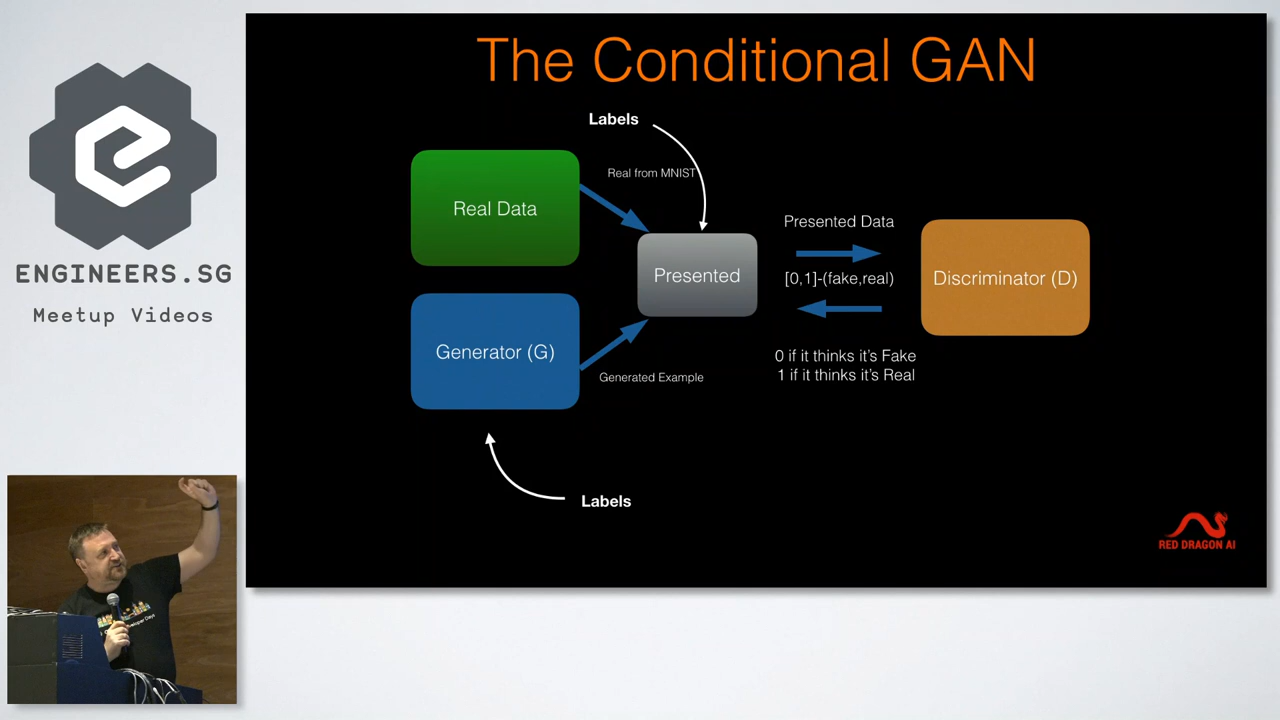 ENGINEERS.SG
Meetup Videos
The Conditional GAN
Labels
Real from MNIST
Real Data
Presented
Presented Data
[0,1]-(fake,real)
Discriminator (D)
0 if it thinks it's Fake
1 if it thinks it's Real
Generator (G)
Generated Example
Labels
RED DRAGON AI